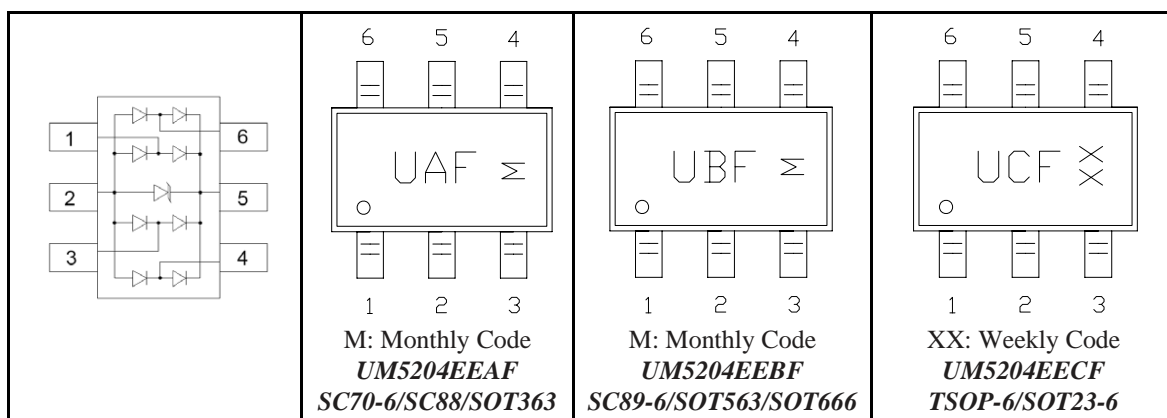 1 6
2 5
3 4
6 5 4
UAF M
1 2 3
M: Monthly Code
UM5204EEAF
SC70-6/SC88/SOT363
6 5 4
UBF M
1 2 3
M: Monthly Code
UM5204EEBF
SC89-6/SOT563/SOT666
6 5 4
UCF XX
1 2 3
XX: Weekly Code
UM5204EECF
TSOP-6/SOT23-6